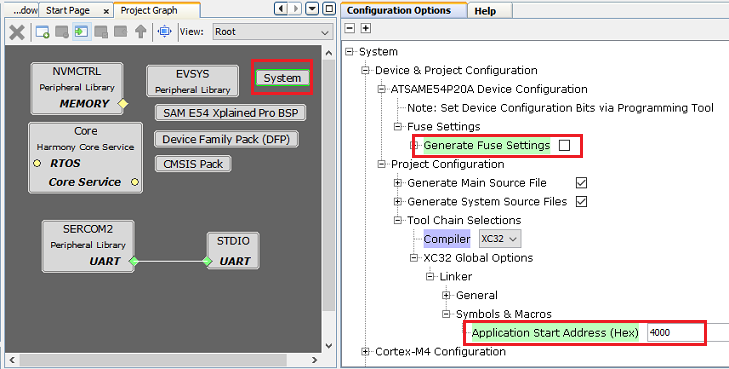 ...dow
Start Page
Project Graph
View:
Root
NVMCTRL
Peripheral Library
MEMORY
EVSYS
Peripheral Library
System
SAM E54 Xplained Pro BSP
Device Family Pack (DFP)
CMSIS Pack
Core
Harmony Core Service
RTOS
Core Service
SERCOM2
Peripheral Library
UART
STDIO
UART
Configuration Options
Help
System
Device & Project Configuration
ATSAME54P20A Device Configuration
Note: Set Device Configuration Bits via Programming Tool
Fuse Settings
Generate Fuse Settings
Project Configuration
Generate Main Source File
Generate System Source Files
Tool Chain Selections
Compiler XC32
XC32 Global Options
Linker
General
Symbols & Macros
Application Start Address (Hex) 4000
Cortex-M4 Configuration